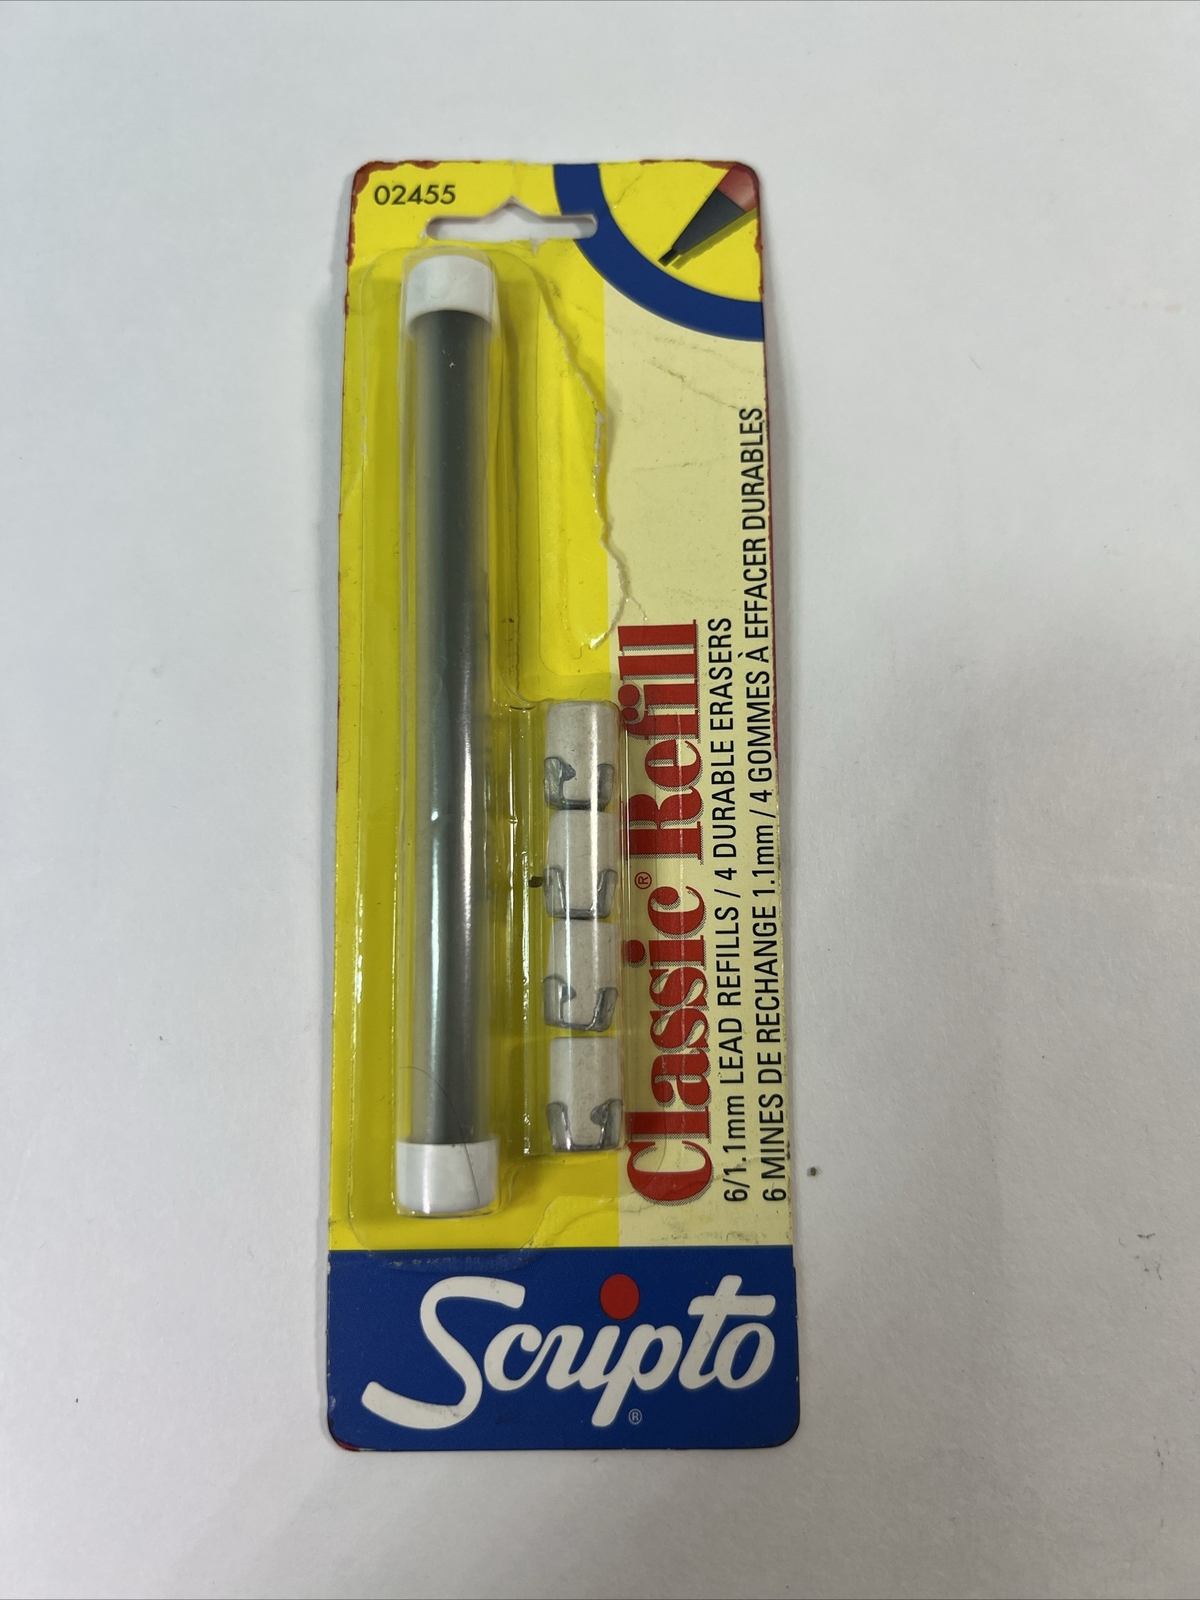 02455
Classic® Refill
6/1.1mm LEAD REFILLS / 4 DURABLE ERASERS
6 MINES DE RECHANGE 1.1mm / 4 GOMMES À EFFACER DURABLES
Scripto
®